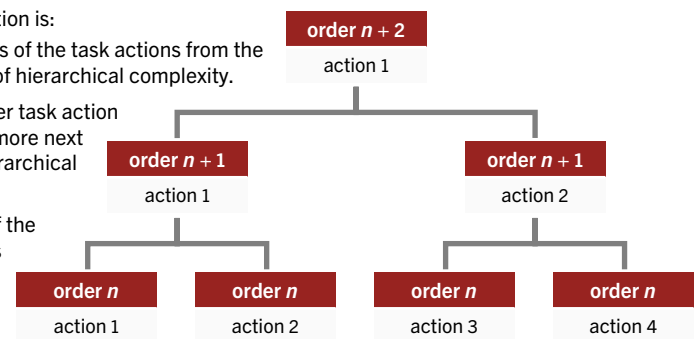 tion is:
s of the task actions from the
of hierarchical complexity.
er task action
more next
rarchical
f the
s
order n + 2
action 1
order n + 1
action 1
order n + 1
action 2
order n
action 1
order n
action 2
order n
action 3
order n
action 4